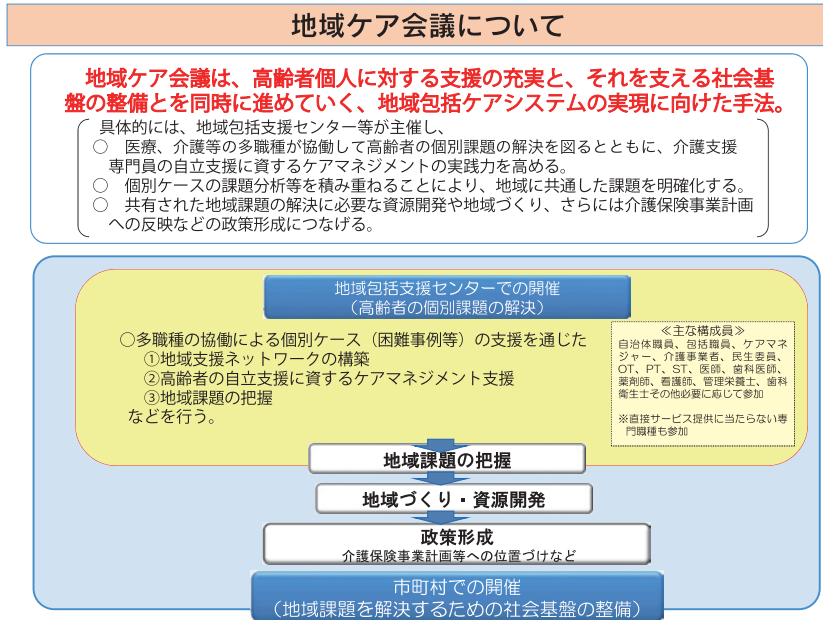 地域ケア会議について
地域ケア会議は、高齢者個人に対する支援の充実と、それを支える社会基
盤の整備とを同時に進めていく、地域包括ケアシステムの実現に向けた手法。
具体的には、地域包括支援センター等が主催し、
○ 医療、介護等の多職種が協働して高齢者の個別課題の解決を図るとともに、介護支援
専門員の自立支援に資するケアマネジメントの実践力を高める。
○ 個別ケースの課題分析等を積み重ねることにより、地域に共通した課題を明確化する。
○ 共有された地域課題の解決に必要な資源開発や地域づくり、さらには介護保険事業計画
への反映などの政策形成につなげる。
地域包括支援センターでの開催
（高齢者の個別課題の解決）
○多職種の協働による個別ケース（困難事例等）の支援を通じた
①地域支援ネットワークの構築
②高齢者の自立支援に資するケアマネジメント支援
③地域課題の把握
などを行う。
≪主な構成員≫
自治体職員、包括職員、ケアマネ
ジャー、介護事業者、民生委員、
OT、PT、ST、医師、歯科医師、
薬剤師、看護師、管理栄養士、歯科
衛生士その他必要に応じて参加
※直接サービス提供に当たらない専
門職種も参加
地域課題の把握
地域づくり・資源開発
政策形成
介護保険事業計画等への位置づけなど
市町村での開催
（地域課題を解決するための社会基盤の整備）